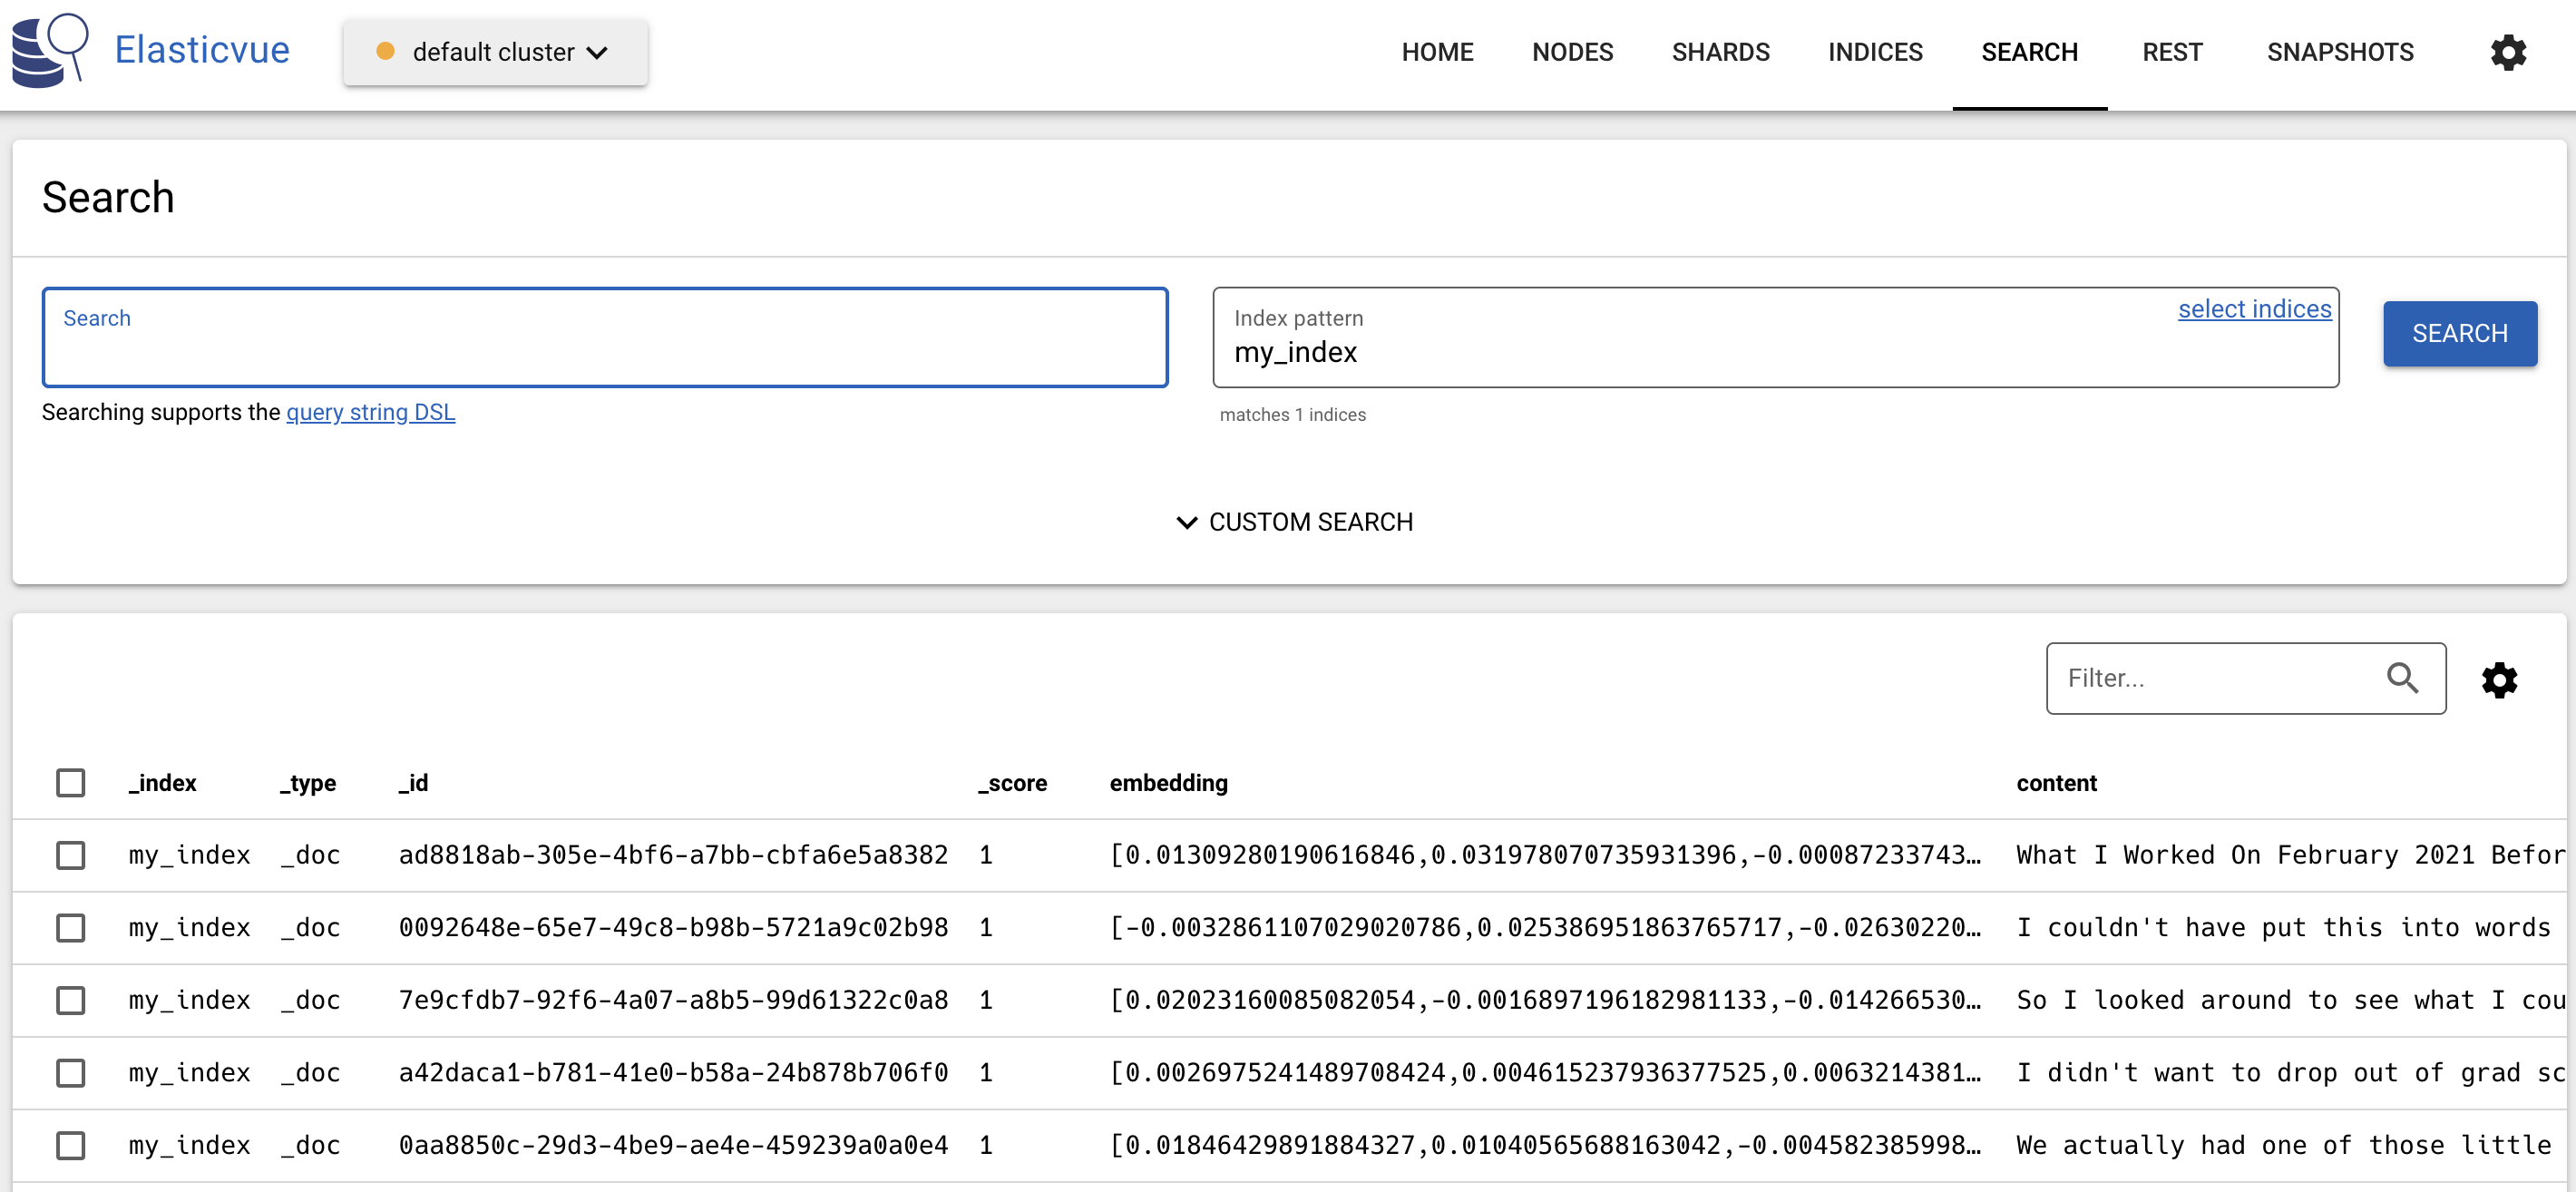 Elasticvue
default cluster
HOME NODES SHARDS INDICES SEARCH REST SNAPSHOTS
Search
Search
Index pattern
select indices
my_index
SEARCH
Searching supports the query string DSL
matches 1 indices
CUSTOM SEARCH
Filter...
_index _type _id _score embedding content
my_index _doc ad8818ab-305e-4bf6-a7bb-cbfa6e5a8382 1 [0.01309280190616846,0.031978070735931396,-0.00087233743… What I Worked On February 2021 Befor
my_index _doc 0092648e-65e7-49c8-b98b-5721a9c02b98 1 [-0.0032861107029020786,0.025386951863765717,-0.02630220… I couldn't have put this into words
my_index _doc 7e9cfdb7-92f6-4a07-a8b5-99d61322c0a8 1 [0.02023160085082054,-0.0016897196182981133,-0.014266530… So I looked around to see what I cou
my_index _doc a42daca1-b781-41e0-b58a-24b878b706f0 1 [0.0026975241489708424,0.004615237936377525,0.0063214381… I didn't want to drop out of grad sc
my_index _doc 0aa8850c-29d3-4be9-ae4e-459239a0a0e4 1 [0.01846429891884327,0.01040565688163042,-0.004582385998… We actually had one of those little